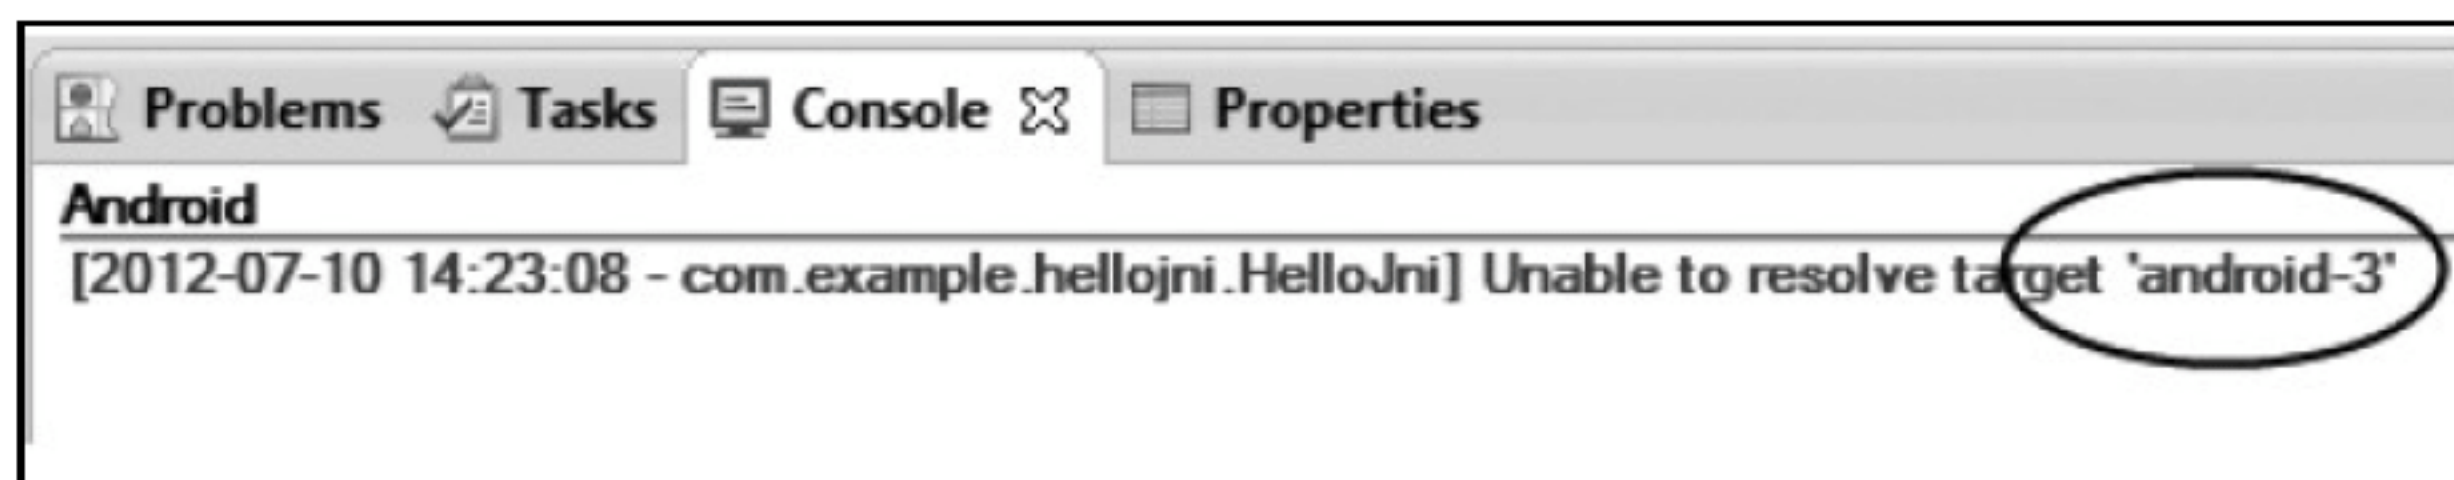 Problems Tasks Console Properties
Android
[2012-07-10 14:23:08 - com.example.hellojni.HelloJni] Unable to resolve target 'android-3'